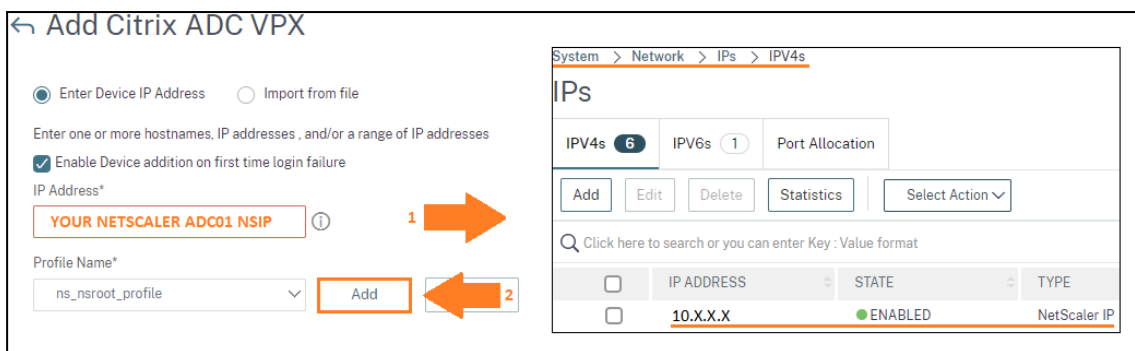 Add Citrix ADC VPX
Enter Device IP Address
Import from file
Enter one or more hostnames, IP addresses , and/or a range of IP addresses
Enable Device addition on first time login failure
IP Address*
YOUR NETSCALER ADC01 NSIP
1
Profile Name*
ns_nsroot_profile
Add
2
System > Network > IPs > IPV4s
IPs
IPV4s 6
IPV6s 1
Port Allocation
Add
Edit
Delete
Statistics
Select Action
Click here to search or you can enter Key : Value format
IP ADDRESS
STATE
TYPE
10.X.X.X
ENABLED
NetScaler IP